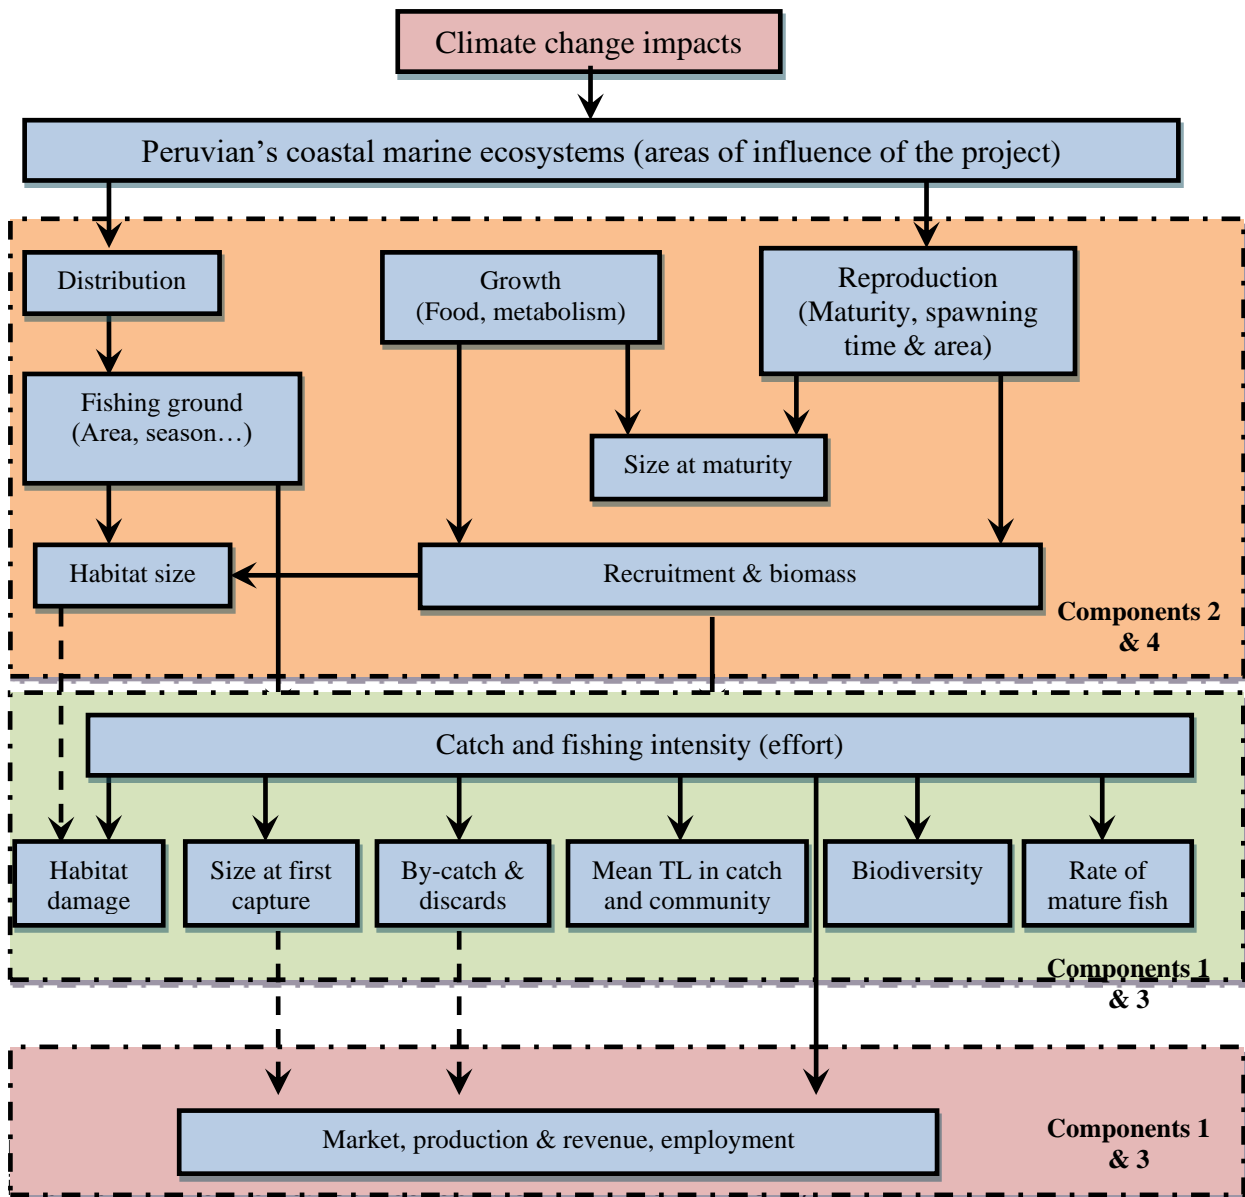 Climate change impacts
Peruvian’s coastal marine ecosystems (areas of influence of the project)
Distribution
Growth
(Food, metabolism)
Reproduction
(Maturity, spawning
time & area)
Fishing ground
(Area, season…)
Size at maturity
Habitat size
Recruitment & biomass
Components 2
& 4
Catch and fishing intensity (effort)
Habitat
damage
Size at first
capture
By-catch &
discards
Mean TL in catch
and community
Biodiversity
Rate of
mature fish
Components 1
& 3
Market, production & revenue, employment
Components 1
& 3